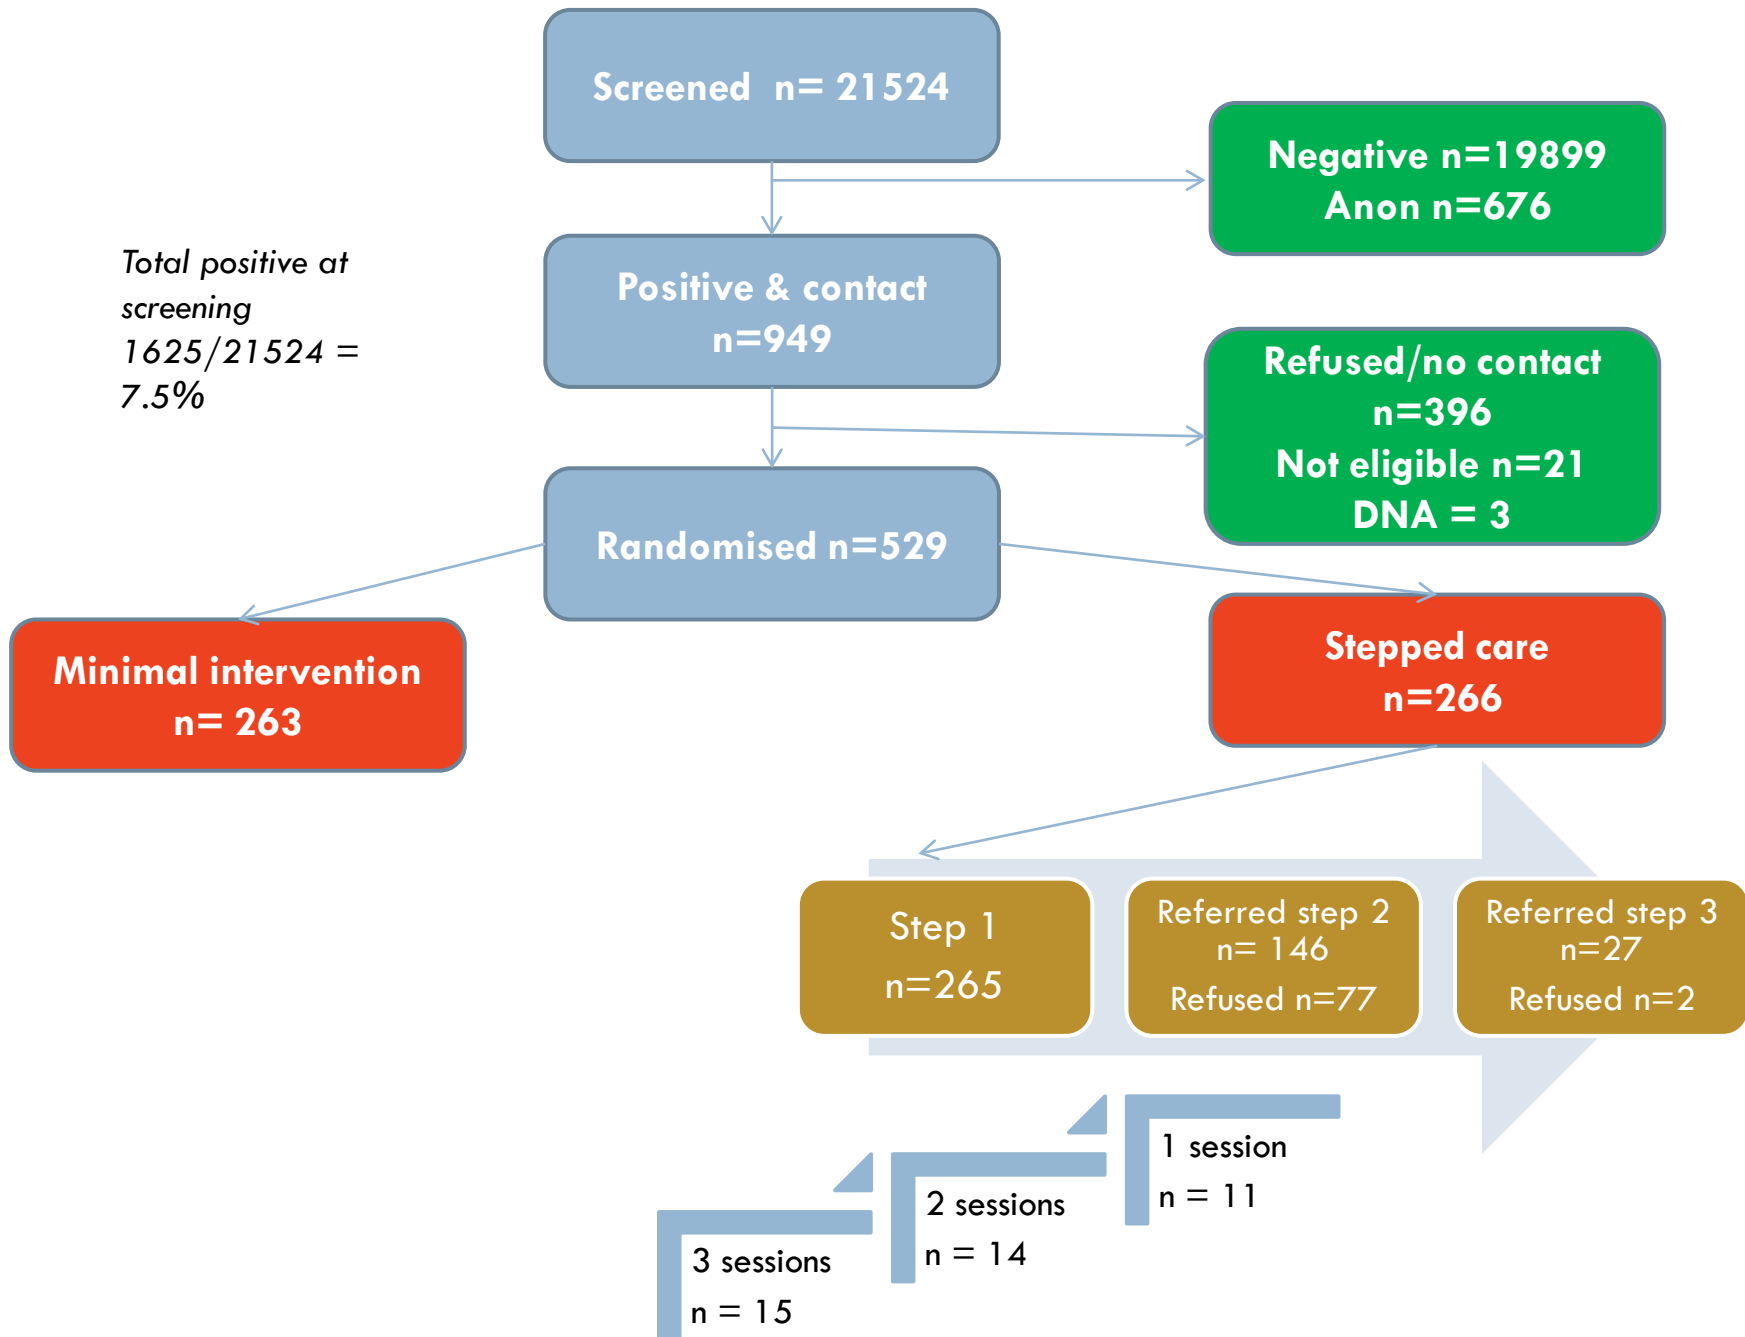 Screened  n= 21524
Negative n=19899
Anon n=676
Total positive at
screening
1625/21524 =
7.5%
Positive & contact
n=949
Refused/no contact
n=396
Not eligible n=21
DNA = 3
Randomised n=529
Minimal intervention
n= 263
Stepped care
n=266
Step 1
n=265
Referred step 2
n= 146
Refused n=77
Referred step 3
n=27
Refused n=2
1 session
n = 11
2 sessions
n = 14
3 sessions
n = 15